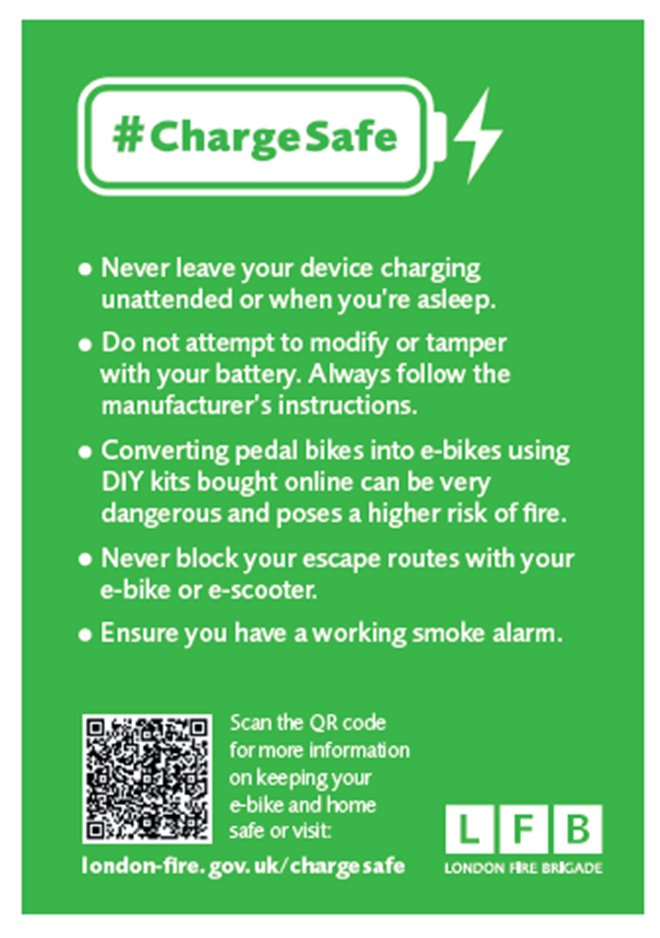 #ChargeSafe
• Never leave your device charging
unattended or when you're asleep.
• Do not attempt to modify or tamper
with your battery. Always follow the
manufacturer's instructions.
• Converting pedal bikes into e-bikes using
DIY kits bought online can be very
dangerous and poses a higher risk of fire.
• Never block your escape routes with your
e-bike or e-scooter.
• Ensure you have a working smoke alarm.
Scan the QR code
for more information
on keeping your
e-bike and home
safe or visit:
london-fire.gov.uk/chargesafe
LFB
LONDON FIRE BRIGADE